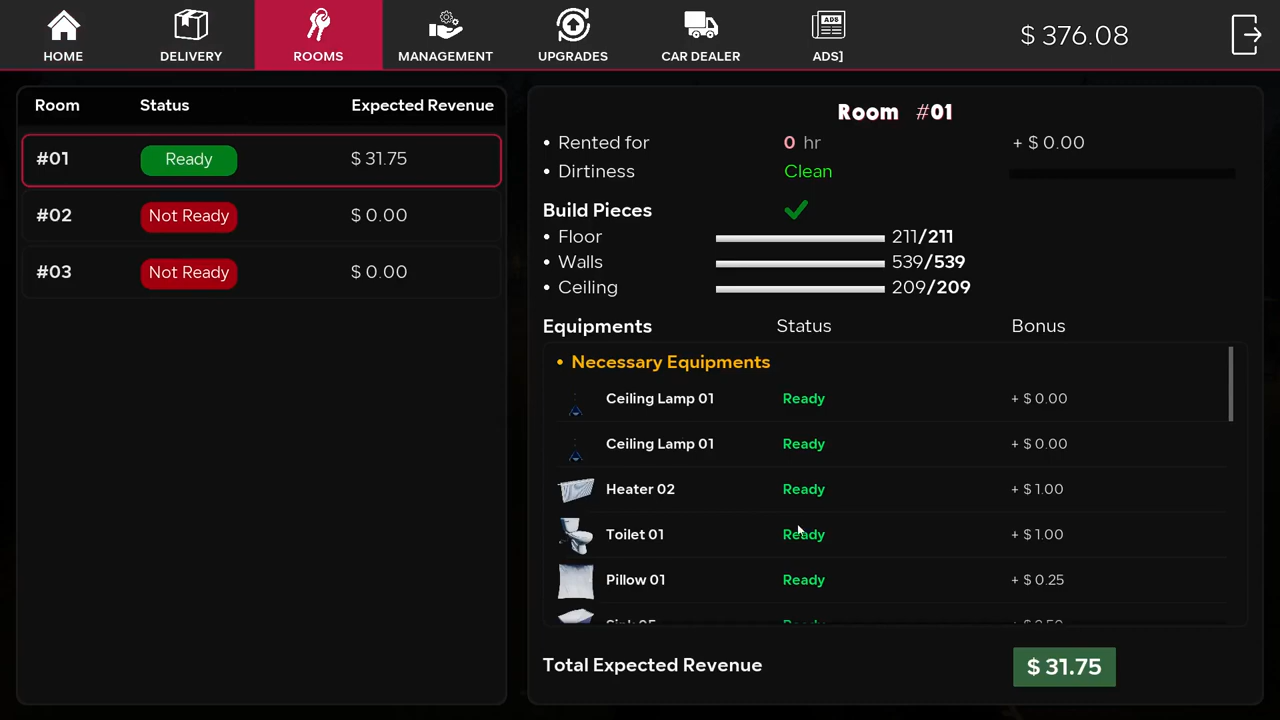 HOME DELIVERY ROOMS MANAGEMENT UPGRADES CAR DEALER ADS]
ADS
$ 376.08
Room Status Expected Revenue
#01 Ready $ 31.75
#02 Not Ready $ 0.00
#03 Not Ready $ 0.00
Room #01
• Rented for 0 hr + $ 0.00
• Dirtiness Clean
Build Pieces
• Floor 211/211
• Walls 539/539
• Ceiling 209/209
Equipments Status Bonus
• Necessary Equipments
Ceiling Lamp 01 Ready + $ 0.00
Ceiling Lamp 01 Ready + $ 0.00
Heater 02 Ready + $ 1.00
Toilet 01 Ready + $ 1.00
Pillow 01 Ready + $ 0.25
Total Expected Revenue $ 31.75